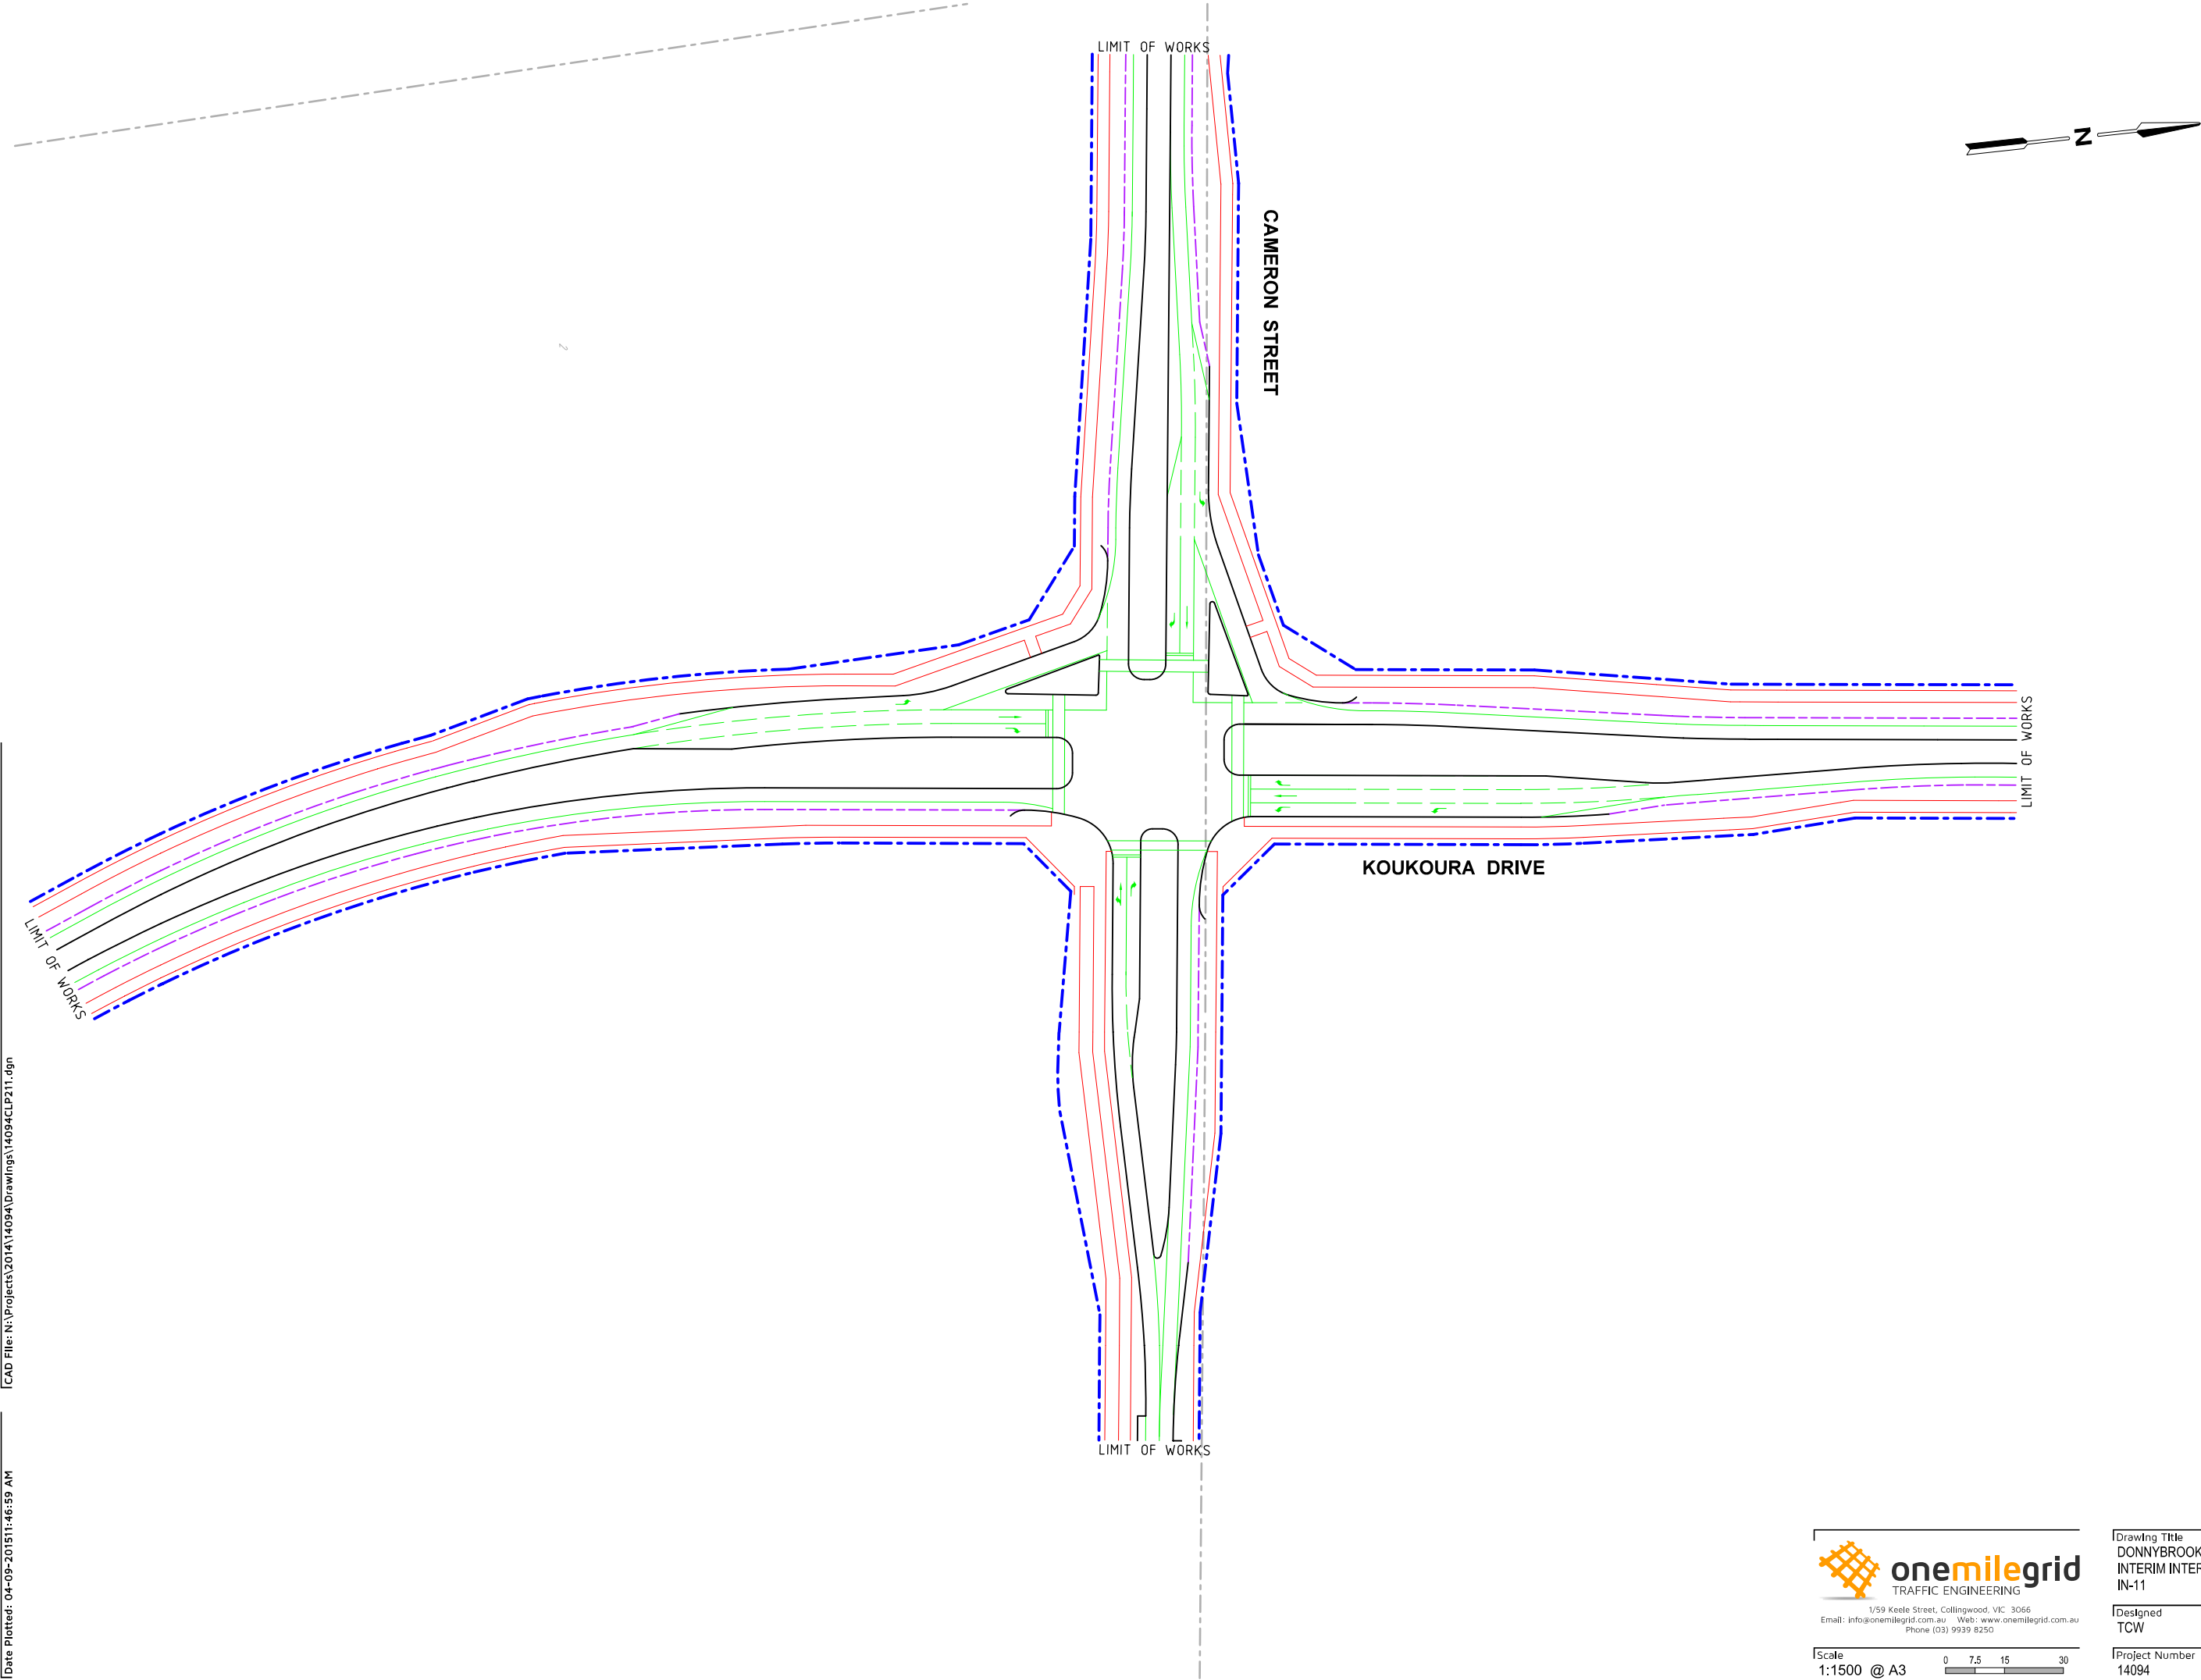 LIMIT OF WORKS
N
CAMERON STREET
2
LIMIT OF WORKS
KOUKOURA DRIVE
LIMIT OF WORKS
LIMIT OF WORKS
CAD File: N:\Projects\2014\14094\Drawings\14094CLP211.dgn
Date Plotted: 04-09-201511:46:59 AM
onemilegrid
TRAFFIC ENGINEERING
1/59 Keele Street, Collingwood, VIC 3066
Email: info@onemilegrid.com.au Web: www.onemilegrid.com.au
Phone (03) 9939 8250
Scale
1:1500 @ A3
0 7.5 15 30
Drawing Title
DONNYBROOK
INTERIM INTER
IN-11
Designed
TCW
Project Number
14094